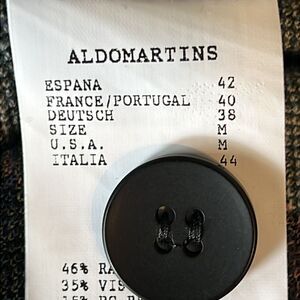 ALDOMARTINS
ESPANA 42
FRANCE/PORTUGAL 40
DEUTSCH 38
SIZE M
U.S.A. M
ITALIA 44
46%
35%